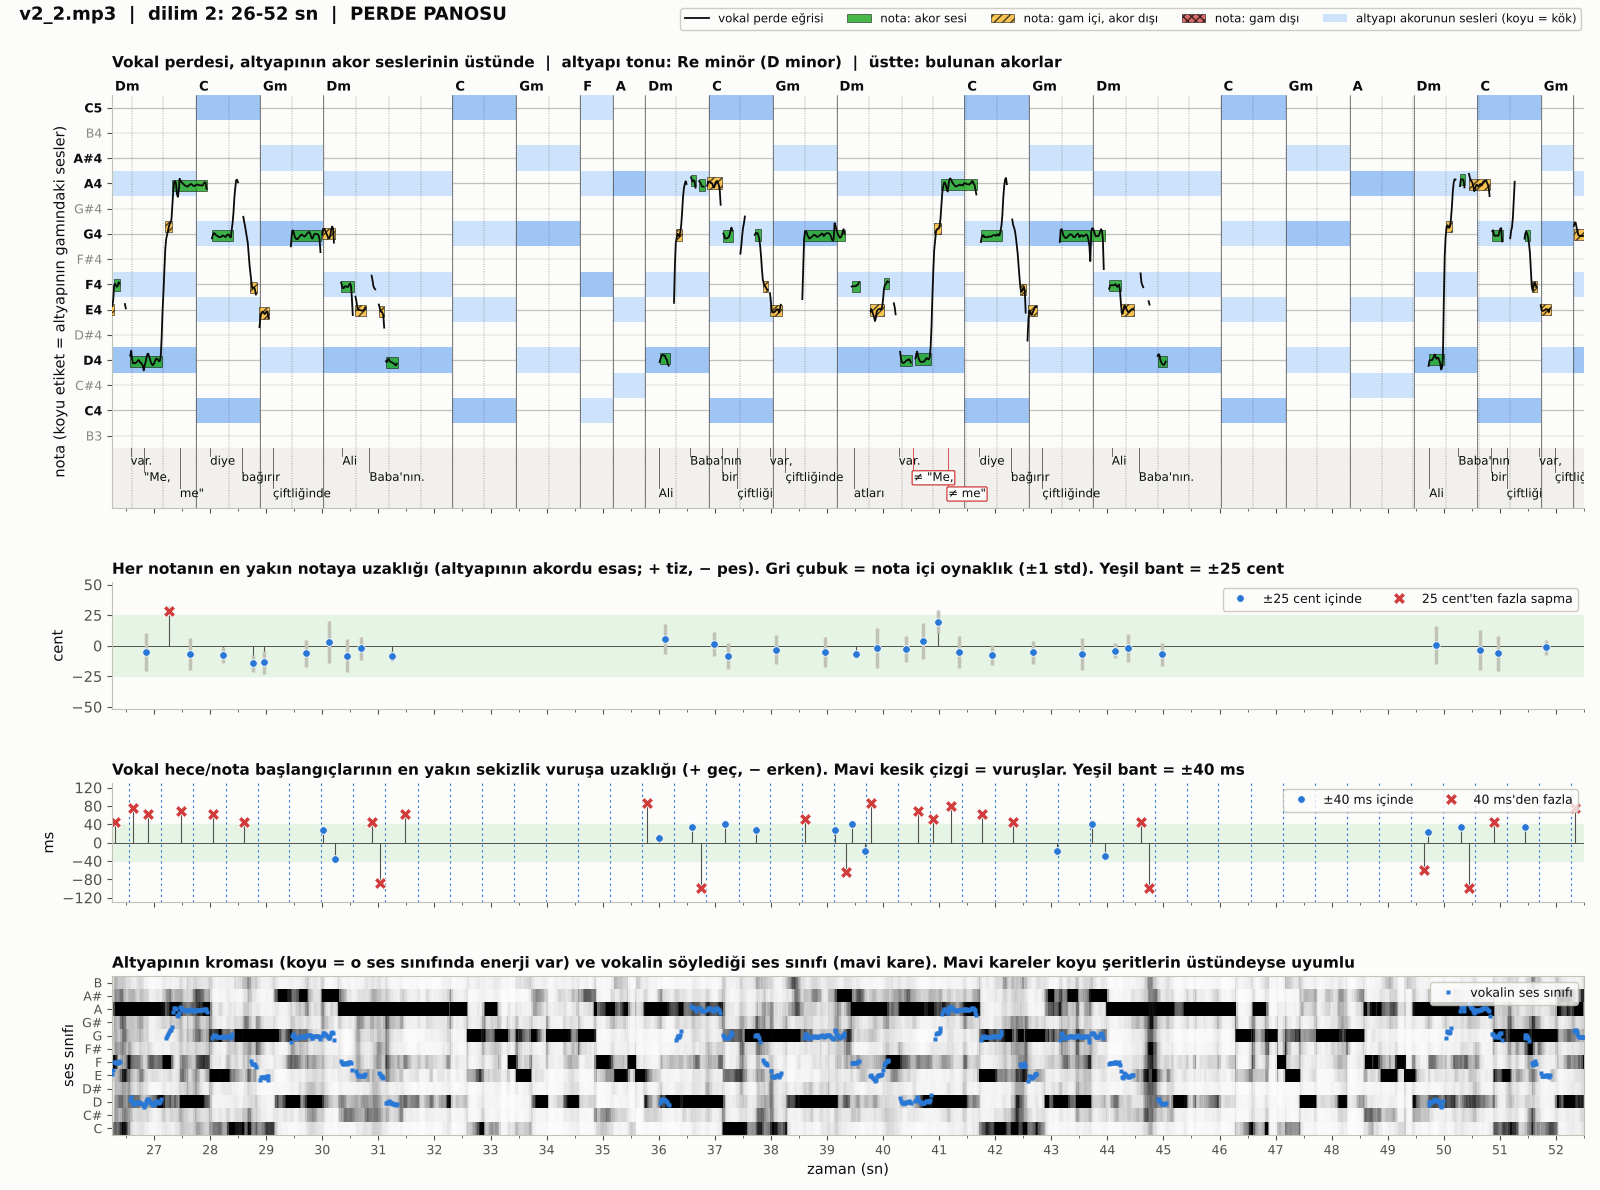 v2_2.mp3 | dilim 2: 26-52 sn | PERDE PANOSU
vokal perde eğrisi
nota: akor sesi
nota: gam içi, akor dışı
nota: gam dışı
altyapı akorunun sesleri (koyu = kök)
Vokal perdesi, altyapının akor seslerinin üstünde | altyapı tonu: Re minör (D minor) | üstte: bulunan akorlar
Dm C Gm Dm C Gm F A Dm C Gm Dm C Gm Dm C Gm A Dm C Gm
nota (koyu etiket = altyapının gamındaki sesler)
C5
B4
A#4
A4
G#4
G4
F#4
F4
E4
D#4
D4
C#4
C4
B3
var. diye Ali Baba'nın var, var. diye Ali Baba'nın var,
"Me, bağırır Baba'nın. bir çiftliğinde ≠ "Me, bağırır Baba'nın. bir çiftliğ
me" çiftliğinde Ali çiftliği atları ≠ me" çiftliğinde Ali çiftliği
Her notanın en yakın notaya uzaklığı (altyapının akordu esas; + tiz, − pes). Gri çubuk = nota içi oynaklık (±1 std). Yeşil bant = ±25 cent
cent
50
25
0
−25
−50
±25 cent içinde
25 cent'ten fazla sapma
Vokal hece/nota başlangıçlarının en yakın sekizlik vuruşa uzaklığı (+ geç, − erken). Mavi kesik çizgi = vuruşlar. Yeşil bant = ±40 ms
ms
120
80
40
0
−40
−80
−120
±40 ms içinde
40 ms'den fazla
Altyapının kroması (koyu = o ses sınıfında enerji var) ve vokalin söylediği ses sınıfı (mavi kare). Mavi kareler koyu şeritlerin üstündeyse uyumlu
ses sınıfı
B
A#
A
G#
G
F#
F
E
D#
D
C#
C
vokalin ses sınıfı
27 28 29 30 31 32 33 34 35 36 37 38 39 40 41 42 43 44 45 46 47 48 49 50 51 52
zaman (sn)